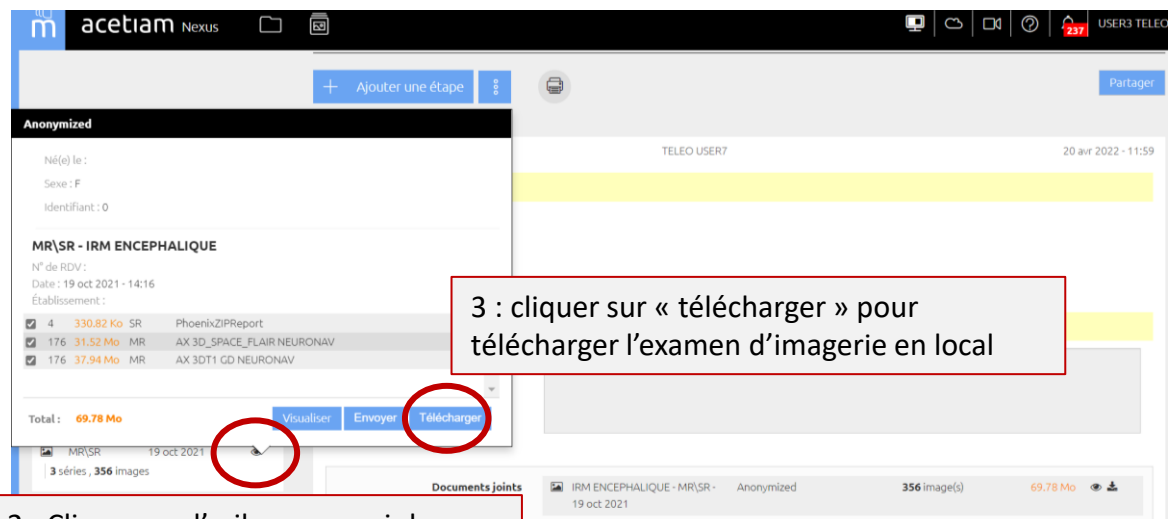 m acetiam Nexus
237 USER3 TELEO
+ Ajouter une étape
Partager
Anonymized
TELEO USER7 20 avr 2022 - 11:59
Né(e) le :
Sexe : F
Identifiant : 0
MR\SR - IRM ENCEPHALIQUE
N° de RDV :
Date : 19 oct 2021 - 14:16
Établissement :
4 330.82 Ko SR PhoenixZIPReport
176 31.52 Mo MR AX 3D_SPACE_FLAIR NEURONAV
176 37.94 Mo MR AX 3DT1 GD NEURONAV
3 : cliquer sur « télécharger » pour
télécharger l’examen d’imagerie en local
Total : 69.78 Mo Visualiser Envoyer Télécharger
MR\SR 19 oct 2021
3 séries , 356 images
Documents joints IRM ENCEPHALIQUE - MR\SR - Anonymized 356 image(s) 69.78 Mo
19 oct 2021